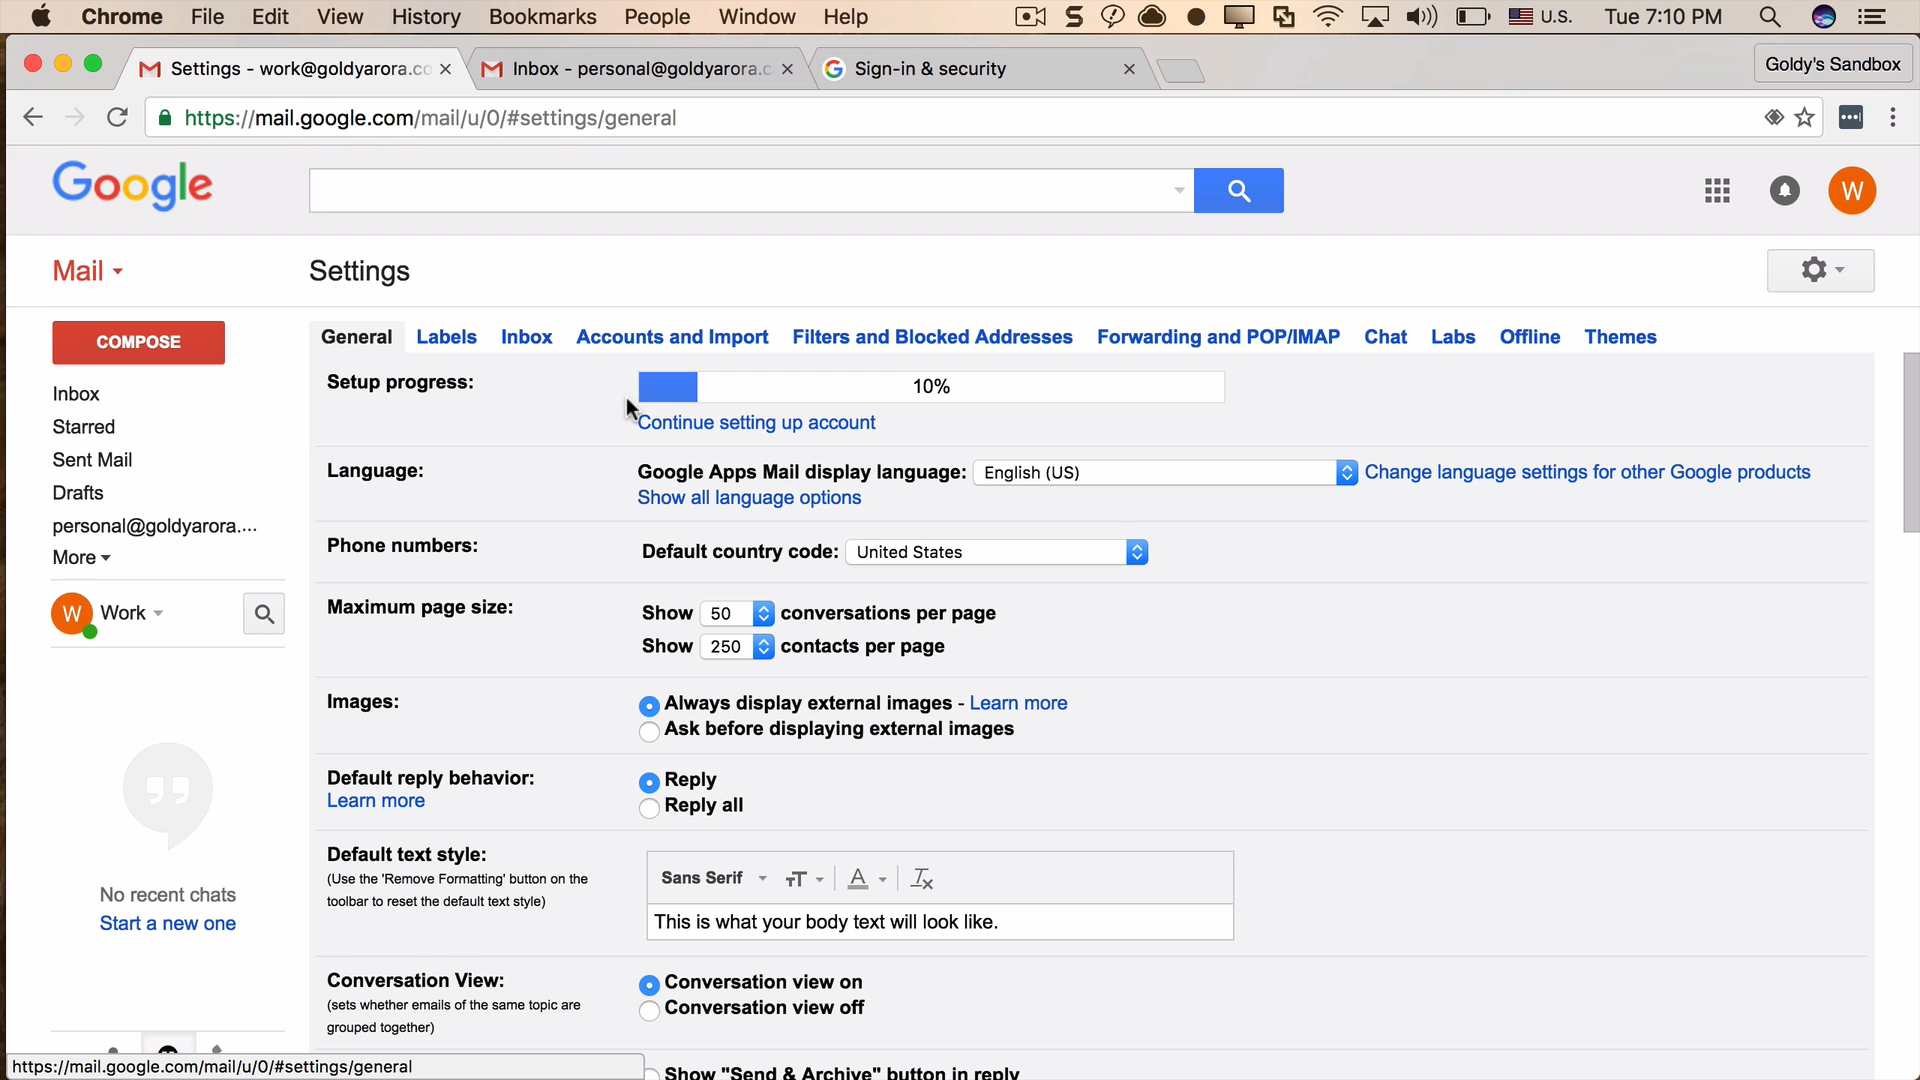 Chrome File Edit View History Bookmarks People Window Help U.S. Tue 7:10 PM
Settings - work@goldyarora.co Inbox - personal@goldyarora.c Sign-in & security Goldy's Sandbox
https://mail.google.com/mail/u/0/#settings/general
Google W
Mail Settings
COMPOSE
General Labels Inbox Accounts and Import Filters and Blocked Addresses Forwarding and POP/IMAP Chat Labs Offline Themes
Inbox
Starred
Sent Mail
Drafts
personal@goldyarora....
More
W Work
No recent chats
Start a new one
Setup progress: 10%
Continue setting up account
Language: Google Apps Mail display language: English (US) Change language settings for other Google products
Show all language options
Phone numbers: Default country code: United States
Maximum page size: Show 50 conversations per page
Show 250 contacts per page
Images: Always display external images - Learn more
Ask before displaying external images
Default reply behavior: Reply
Learn more
Reply all
Default text style:
(Use the 'Remove Formatting' button on the
toolbar to reset the default text style)
Sans Serif
This is what your body text will look like.
Conversation View: Conversation view on
(sets whether emails of the same topic are
grouped together)
Conversation view off
Show "Send & Archive" button in reply
https://mail.google.com/mail/u/0/#settings/general